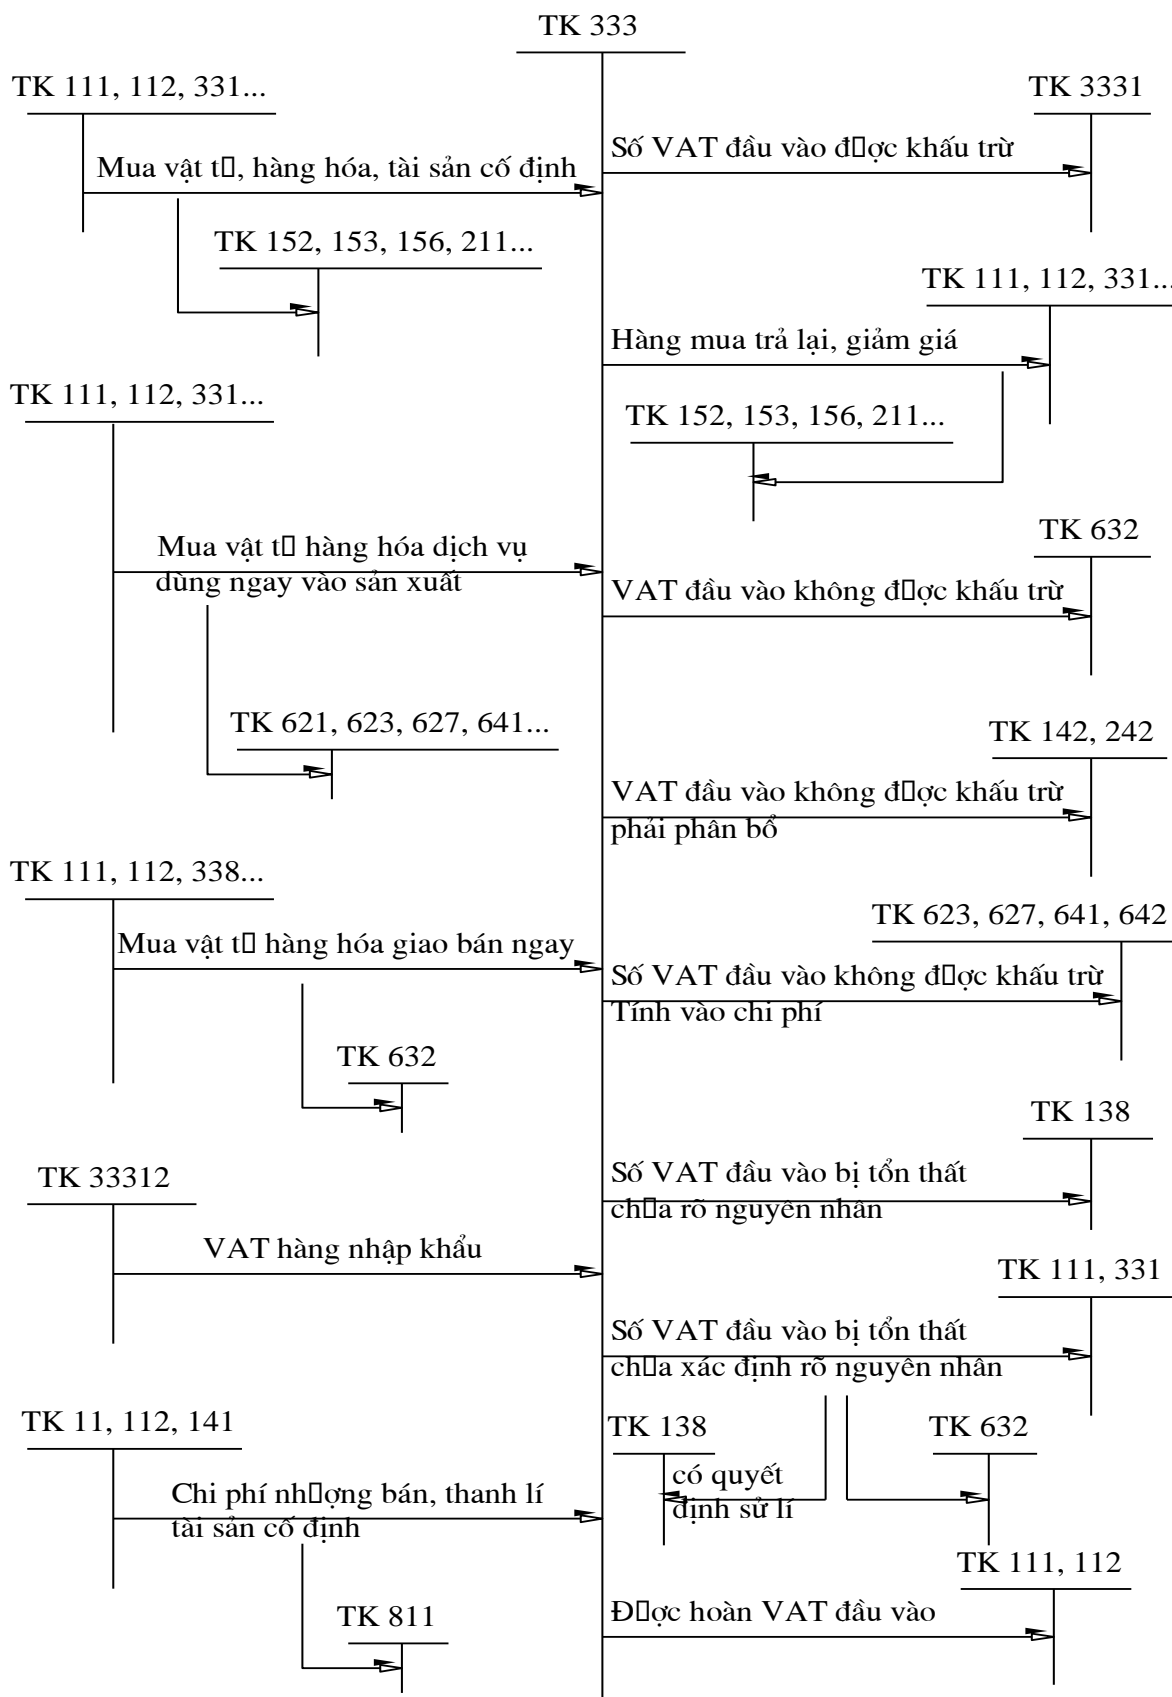 TK 333
TK 111, 112, 331...
TK 3331
Số VAT đầu vào đ□ợc khấu trừ
Mua vật t□, hàng hóa, tài sản cố định
TK 152, 153, 156, 211...
TK 111, 112, 331...
Hàng mua trả lại, giảm giá
TK 111, 112, 331...
TK 152, 153, 156, 211...
TK 632
Mua vật t□ hàng hóa dịch vụ
dùng ngay vào sản xuất
VAT đầu vào không đ□ợc khấu trừ
TK 621, 623, 627, 641...
TK 142, 242
VAT đầu vào không đ□ợc khấu trừ
phải phân bổ
TK 111, 112, 338...
TK 623, 627, 641, 642
Mua vật t□ hàng hóa giao bán ngay
Số VAT đầu vào không đ□ợc khấu trừ
Tính vào chi phí
TK 632
TK 138
TK 33312
Số VAT đầu vào bị tổn thất
ch□a rõ nguyên nhân
VAT hàng nhập khẩu
TK 111, 331
Số VAT đầu vào bị tổn thất
ch□a xác định rõ nguyên nhân
TK 11, 112, 141
TK 138
TK 632
có quyết
định sử lí
Chi phí nh□ợng bán, thanh lí
tài sản cố định
TK 111, 112
TK 811
Đ□ợc hoàn VAT đầu vào